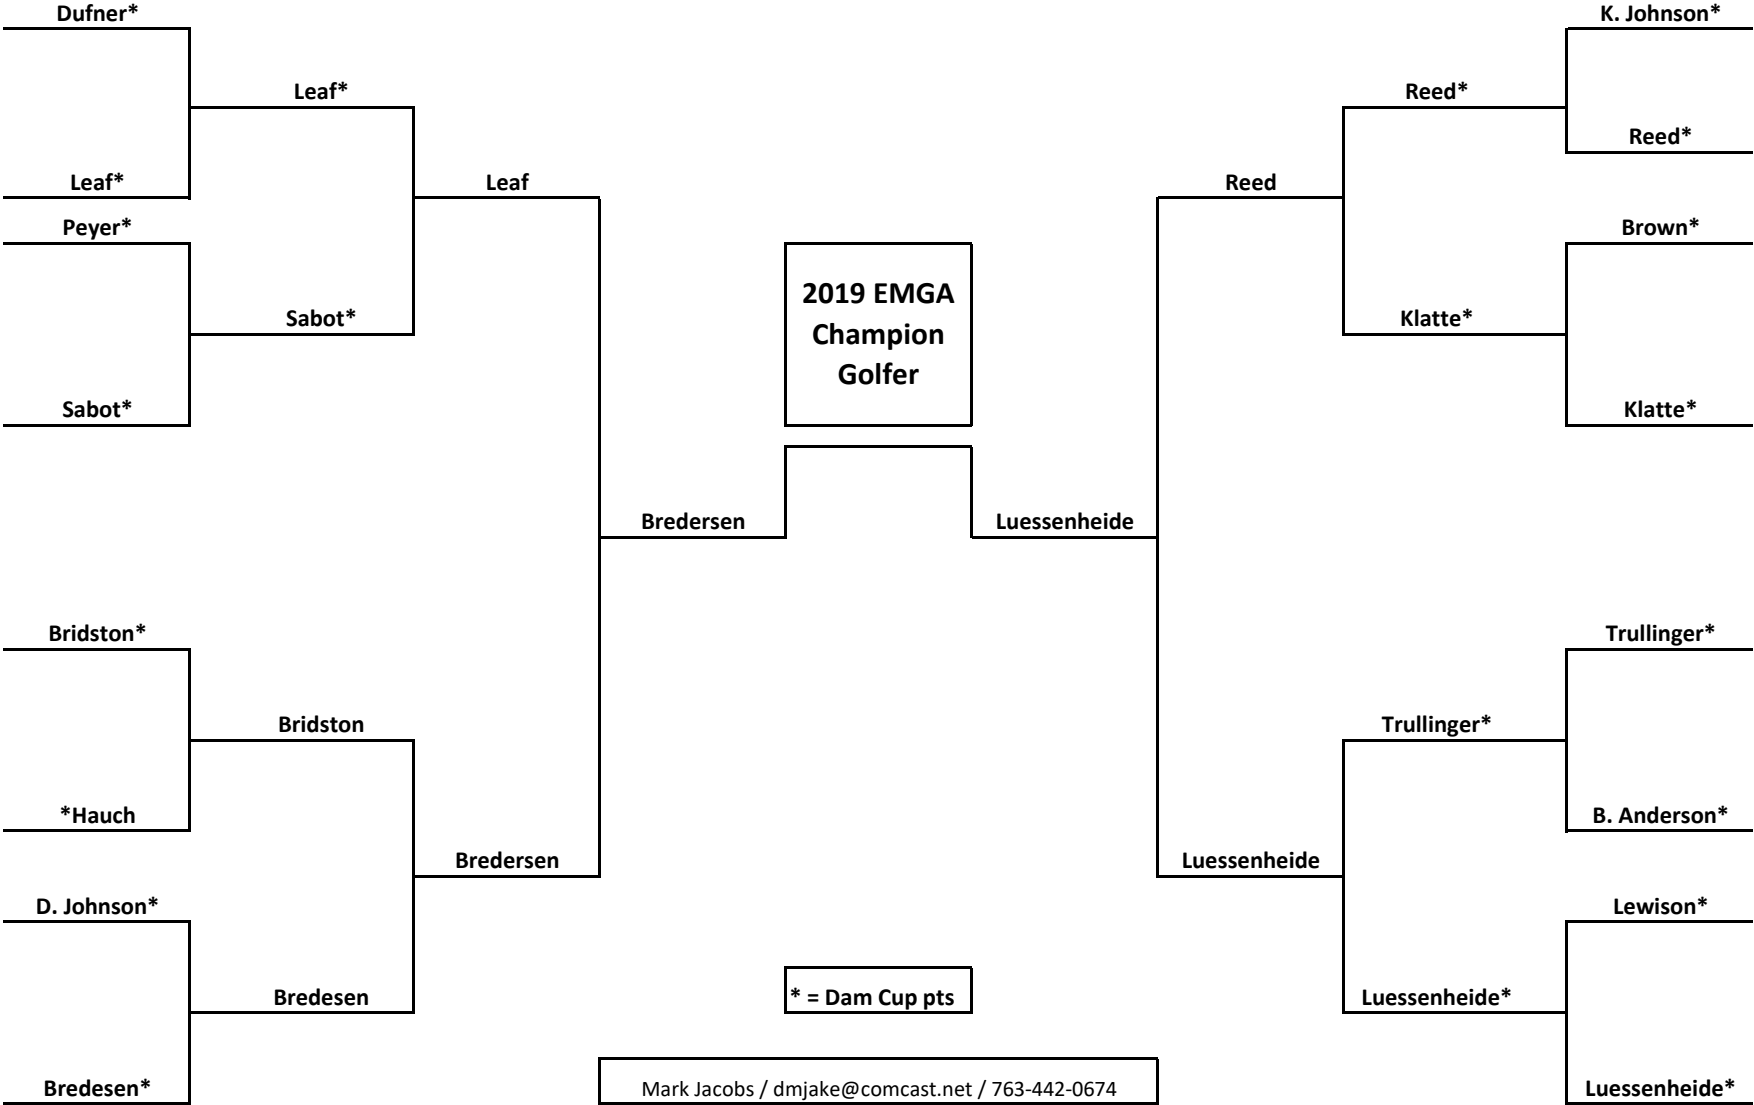 Dufner*
K. Johnson*
Leaf*
Reed*
Reed*
Leaf*
Leaf
Reed
Peyer*
Brown*
2019 EMGA
Champion
Golfer
Sabot*
Klatte*
Sabot*
Klatte*
Bredersen
Luessenheide
Bridston*
Trullinger*
Bridston
Trullinger*
*Hauch
B. Anderson*
Bredersen
Luessenheide
D. Johnson*
Lewison*
Bredesen
* = Dam Cup pts
Luessenheide*
Bredesen*
Mark Jacobs / dmjake@comcast.net / 763-442-0674
Luessenheide*